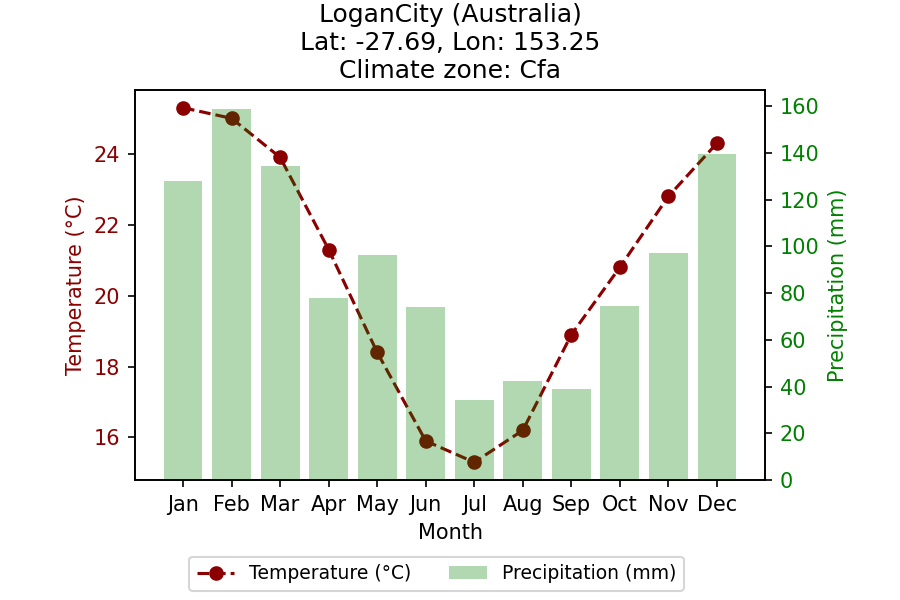 LoganCity (Australia)
Lat: -27.69, Lon: 153.25
Climate zone: Cfa
Temperature (°C)
24
22
20
18
16
160
140
120
100
80
60
40
20
0
Precipitation (mm)
Jan Feb Mar Apr May Jun Jul Aug Sep Oct Nov Dec
Month
Temperature (°C) Precipitation (mm)